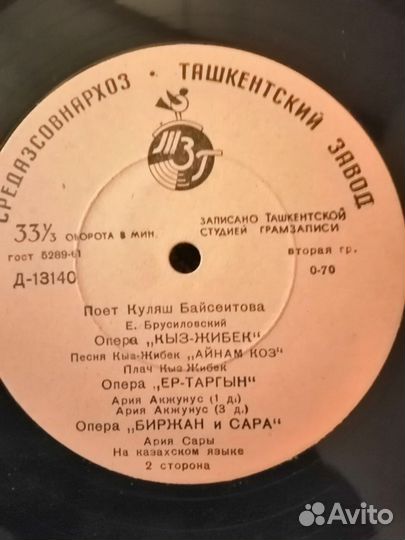 СРЕДАЗСОВНАРХОЗ · ТАШКЕНТСКИЙ ЗАВОД
ТЗГ
33⅓ оборота в мин.
ЗАПИСАНО ТАШКЕНТСКОЙ
СТУДИЕЙ ГРАМЗАПИСИ
ГОСТ 5289-61
вторая гр.
Д-13140
0-70
Поет Куляш Байсеитова
Е. Брусиловский
Опера „КЫЗ-ЖИБЕК"
Песня Кыз-Жибек "АЙНАМ КОЗ"
Плач Кыз Жибек
Опера „ЕР-ТАРГЫН"
Ария Акжунус (1 д.)
Ария Акжунус (3 д.)
Опера „БИРЖАН и САРА"
Ария Сары
На казахском языке
2 сторона
Avito